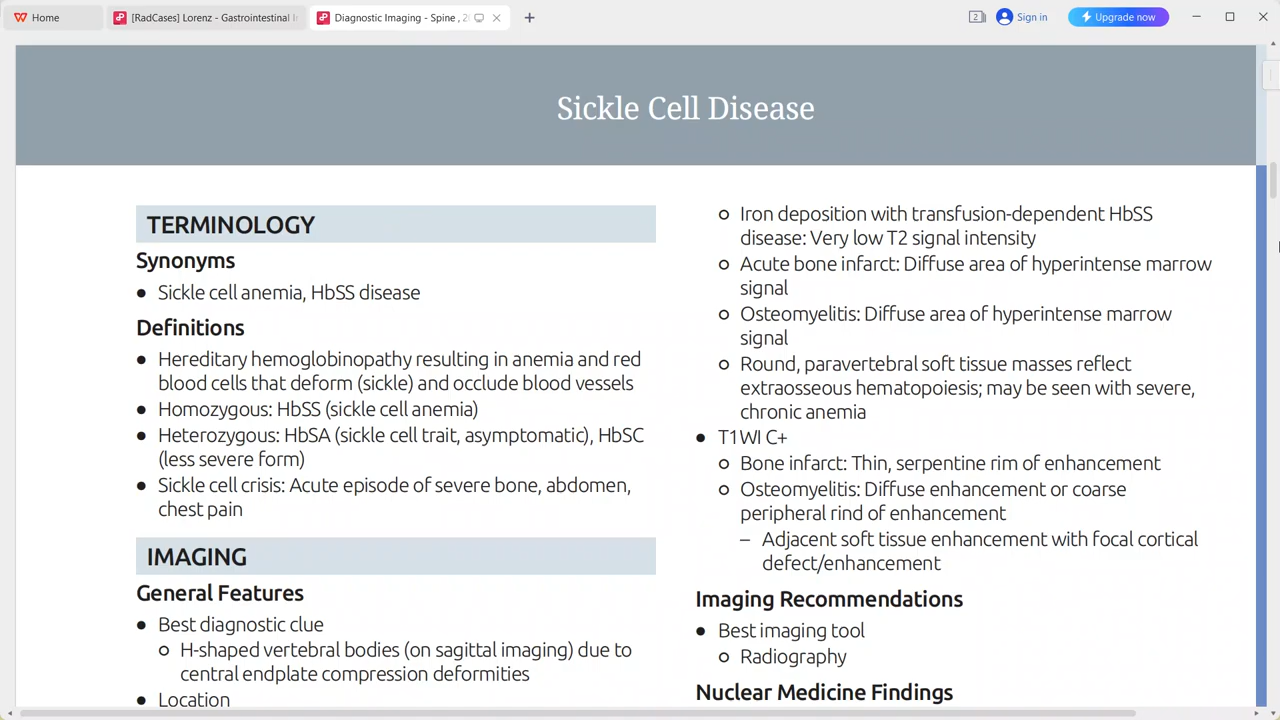 Home
[RadCases] Lorenz - Gastrointestinal I
Diagnostic Imaging - Spine , 2
2
Sign in
Upgrade now
Sickle Cell Disease
TERMINOLOGY
Synonyms
• Sickle cell anemia, HbSS disease
Definitions
• Hereditary hemoglobinopathy resulting in anemia and red
blood cells that deform (sickle) and occlude blood vessels
• Homozygous: HbSS (sickle cell anemia)
• Heterozygous: HbSA (sickle cell trait, asymptomatic), HbSC
(less severe form)
• Sickle cell crisis: Acute episode of severe bone, abdomen,
chest pain
IMAGING
General Features
• Best diagnostic clue
○ H-shaped vertebral bodies (on sagittal imaging) due to
central endplate compression deformities
• Location
○ Iron deposition with transfusion-dependent HbSS
disease: Very low T2 signal intensity
○ Acute bone infarct: Diffuse area of hyperintense marrow
signal
○ Osteomyelitis: Diffuse area of hyperintense marrow
signal
○ Round, paravertebral soft tissue masses reflect
extraosseous hematopoiesis; may be seen with severe,
chronic anemia
• T1WI C+
○ Bone infarct: Thin, serpentine rim of enhancement
○ Osteomyelitis: Diffuse enhancement or coarse
peripheral rind of enhancement
– Adjacent soft tissue enhancement with focal cortical
defect/enhancement
Imaging Recommendations
• Best imaging tool
○ Radiography
Nuclear Medicine Findings